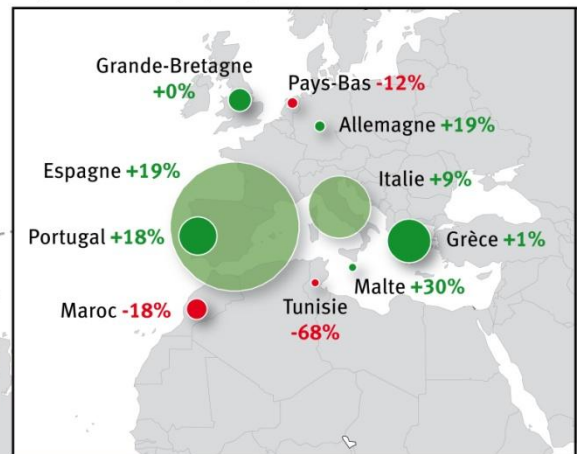 Grande-Bretagne
+0%
Pays-Bas -12%
Allemagne +19%
Espagne +19%
Italie +9%
Portugal +18%
Grèce +1%
Malte +30%
Maroc -18%
Tunisie
-68%